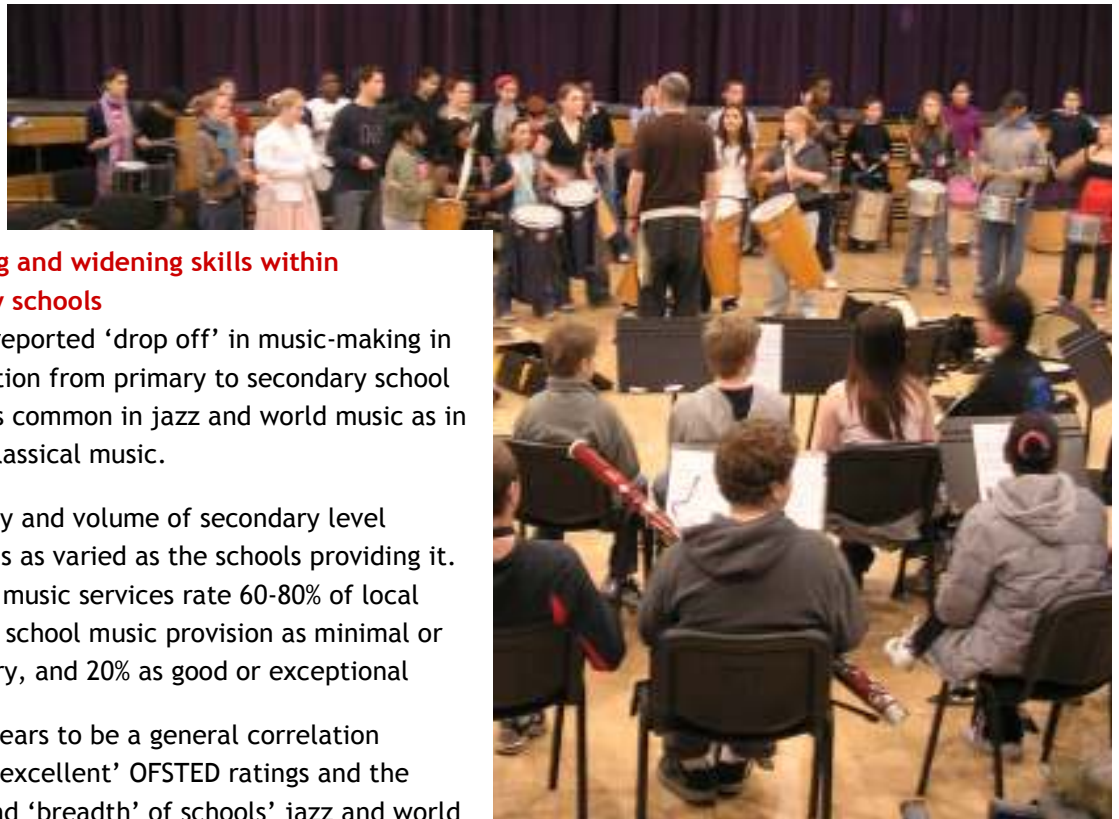 g and widening skills within
y schools
reported ‘drop off’ in music-making in
tion from primary to secondary school
s common in jazz and world music as in
lassical music.
y and volume of secondary level
s as varied as the schools providing it.
music services rate 60-80% of local
school music provision as minimal or
ry, and 20% as good or exceptional
ears to be a general correlation
excellent’ OFSTED ratings and the
nd ‘breadth’ of schools’ jazz and world